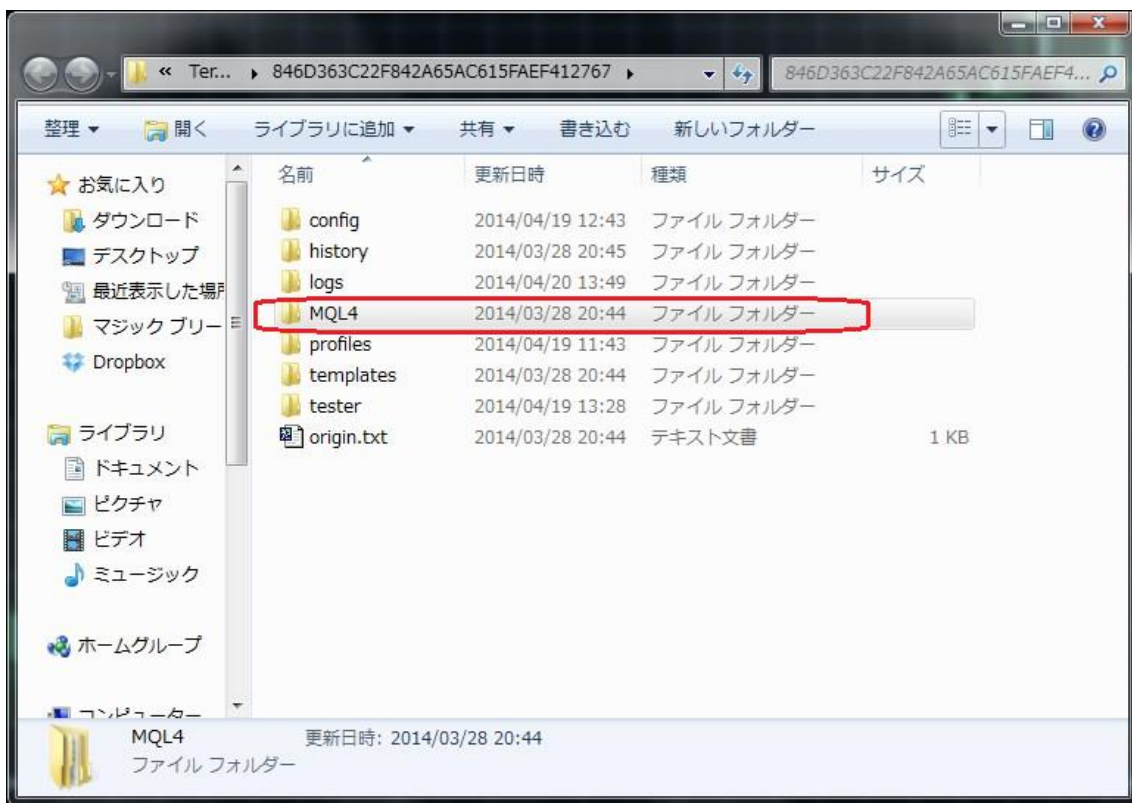 « Ter... ▸ 846D363C22F842A65AC615FAEF412767 ▸
846D363C22F842A65AC615FAEF4...
整理 ▼ 開く ライブラリに追加 ▼ 共有 ▼ 書き込む 新しいフォルダー
名前 更新日時 種類 サイズ
お気に入り
ダウンロード
デスクトップ
最近表示した場所
マジック ブリー
Dropbox
ライブラリ
ドキュメント
ピクチャ
ビデオ
ミュージック
ホームグループ
コンピューター
config 2014/04/19 12:43 ファイル フォルダー
history 2014/03/28 20:45 ファイル フォルダー
logs 2014/04/20 13:49 ファイル フォルダー
MQL4 2014/03/28 20:44 ファイル フォルダー
profiles 2014/04/19 11:43 ファイル フォルダー
templates 2014/03/28 20:44 ファイル フォルダー
tester 2014/04/19 13:28 ファイル フォルダー
origin.txt 2014/03/28 20:44 テキスト文書 1 KB
MQL4 更新日時: 2014/03/28 20:44
ファイル フォルダー